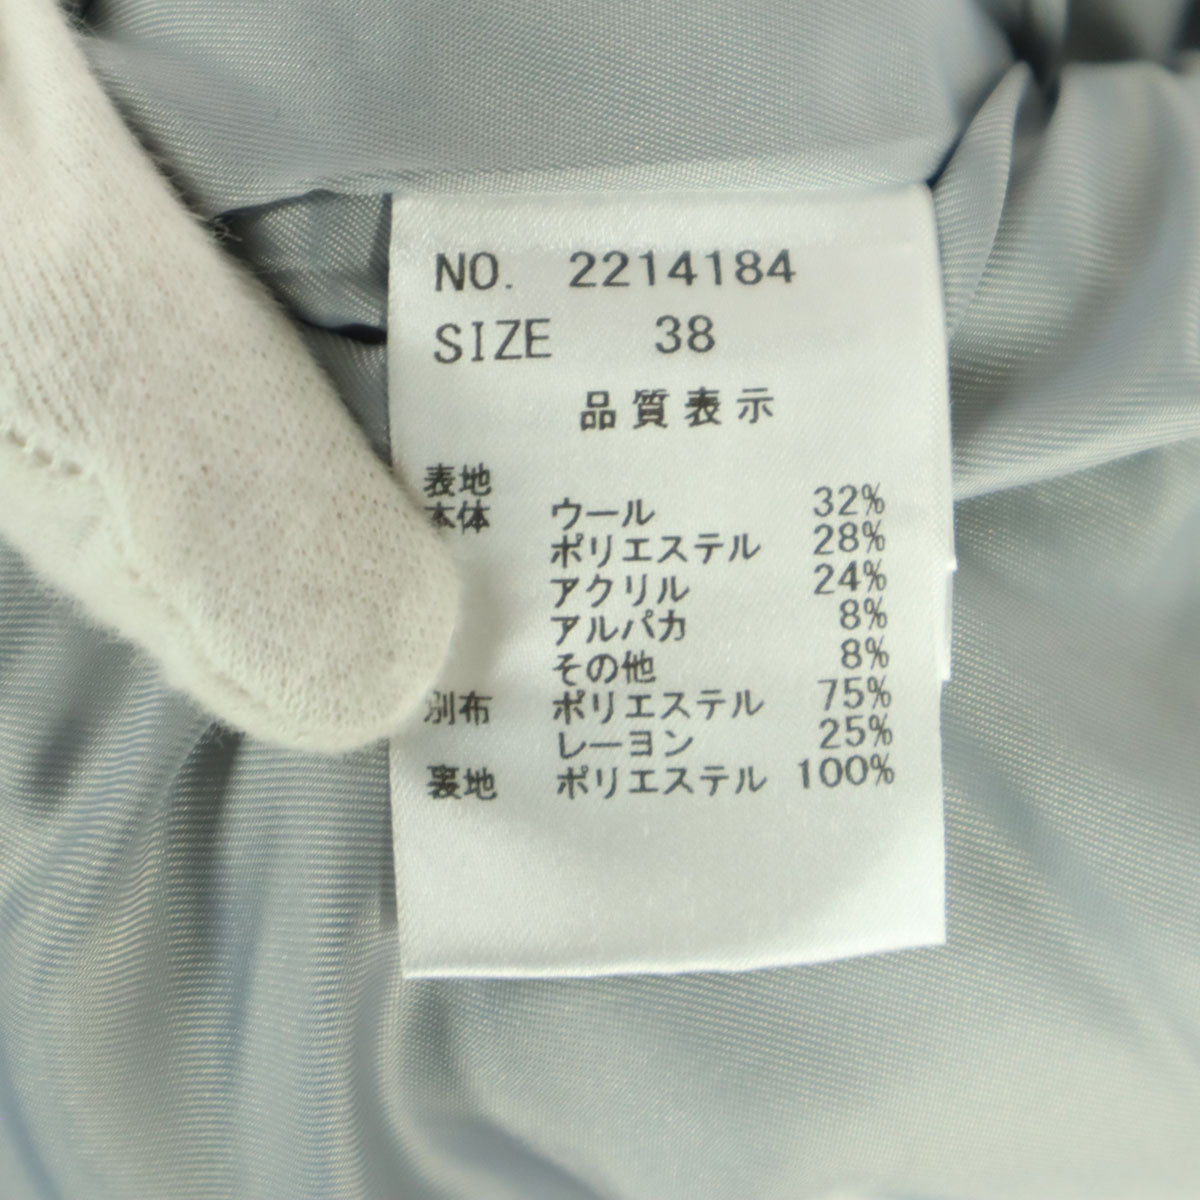 NO. 2214184
SIZE 38
品質表示
表地
本体 ウール 32%
ポリエステル 28%
アクリル 24%
アルパカ 8%
その他 8%
別布 ポリエステル 75%
レーヨン 25%
裏地 ポリエステル 100%